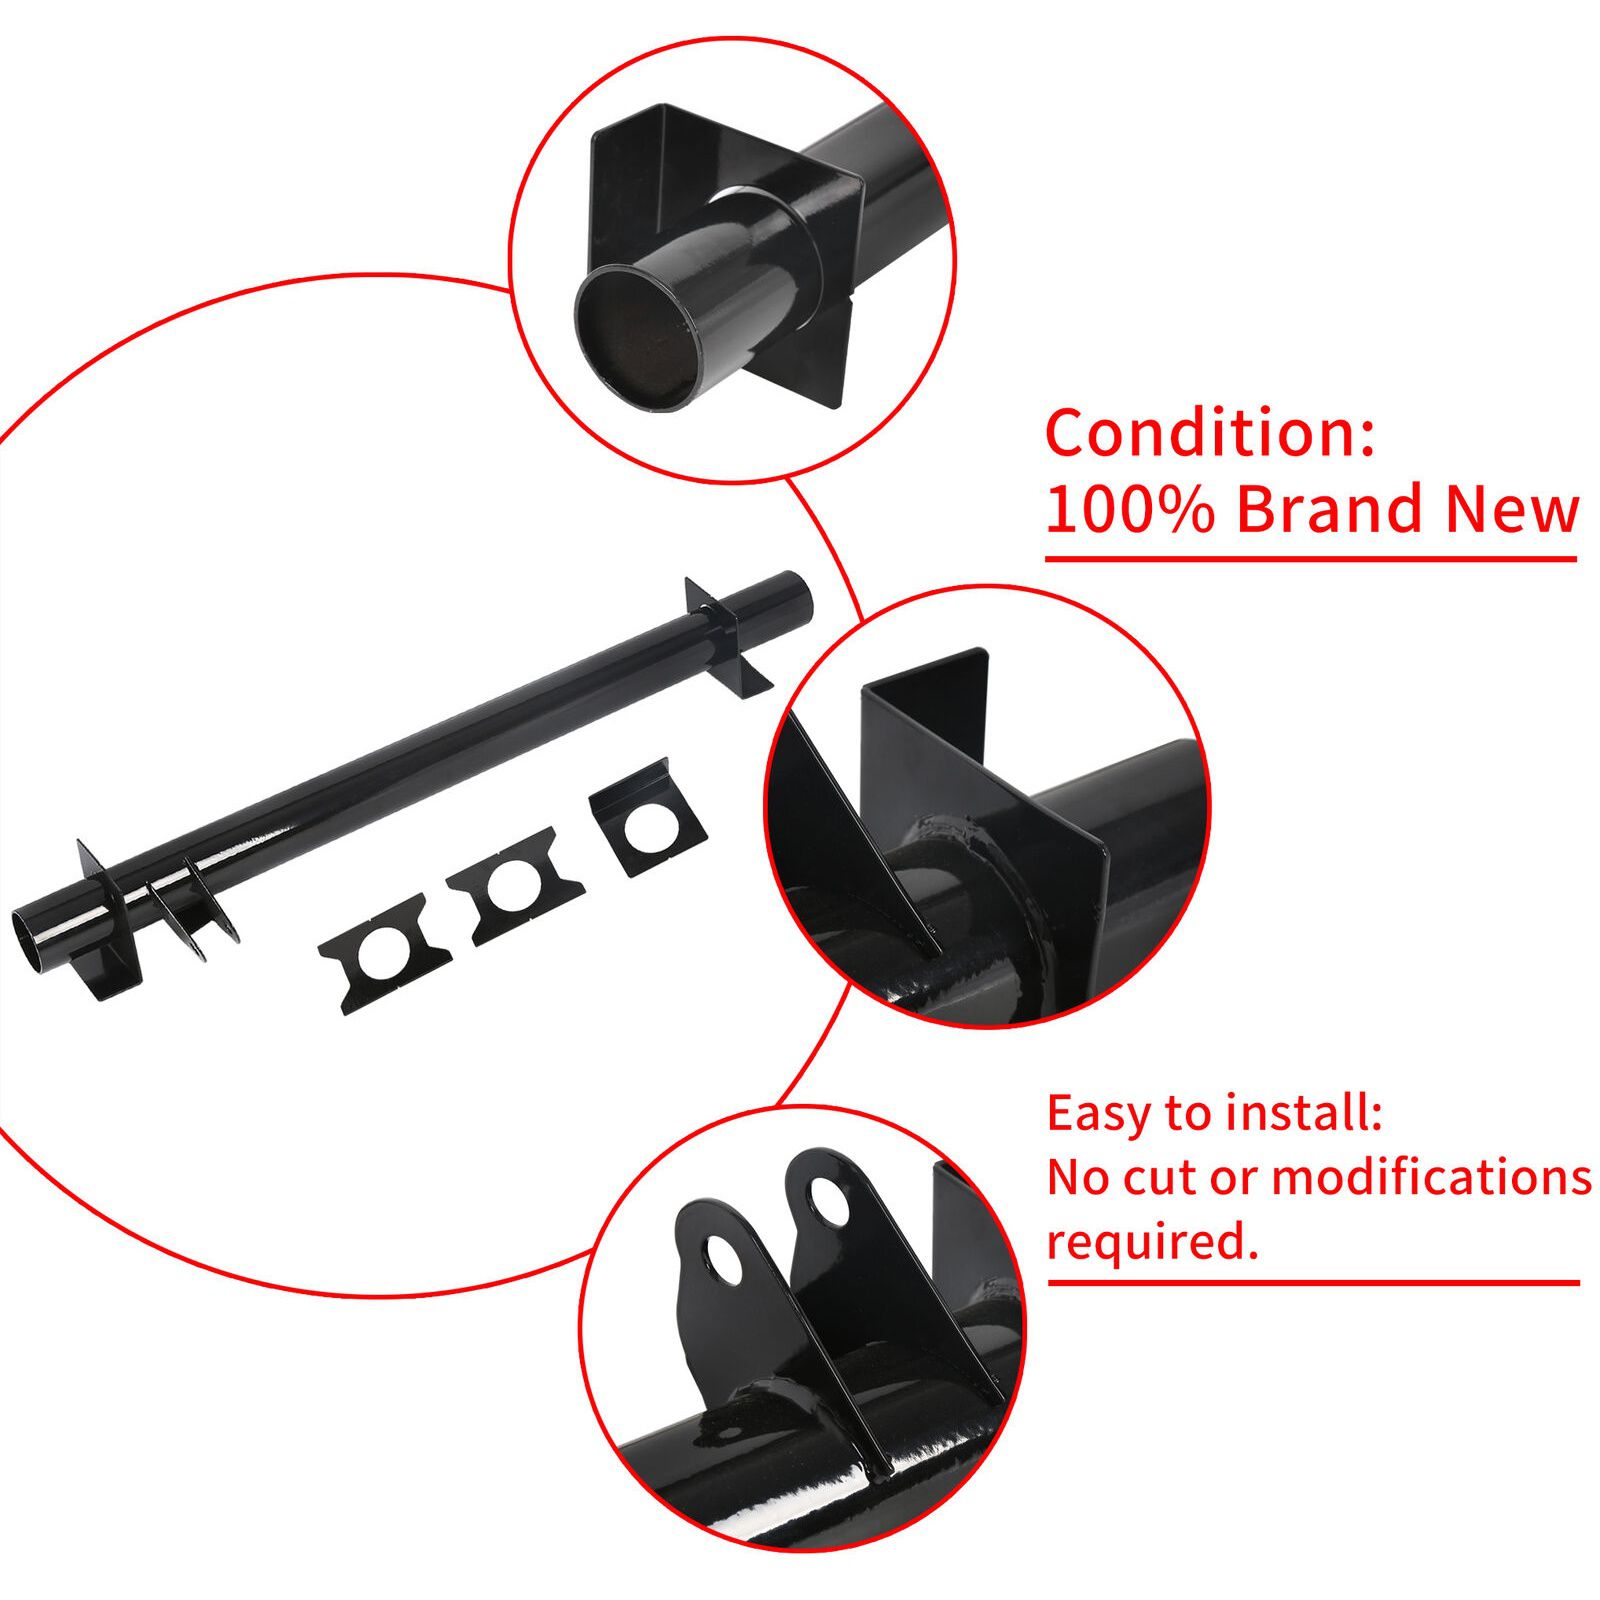 Condition:
100% Brand New
Easy to install:
No cut or modifications
required.